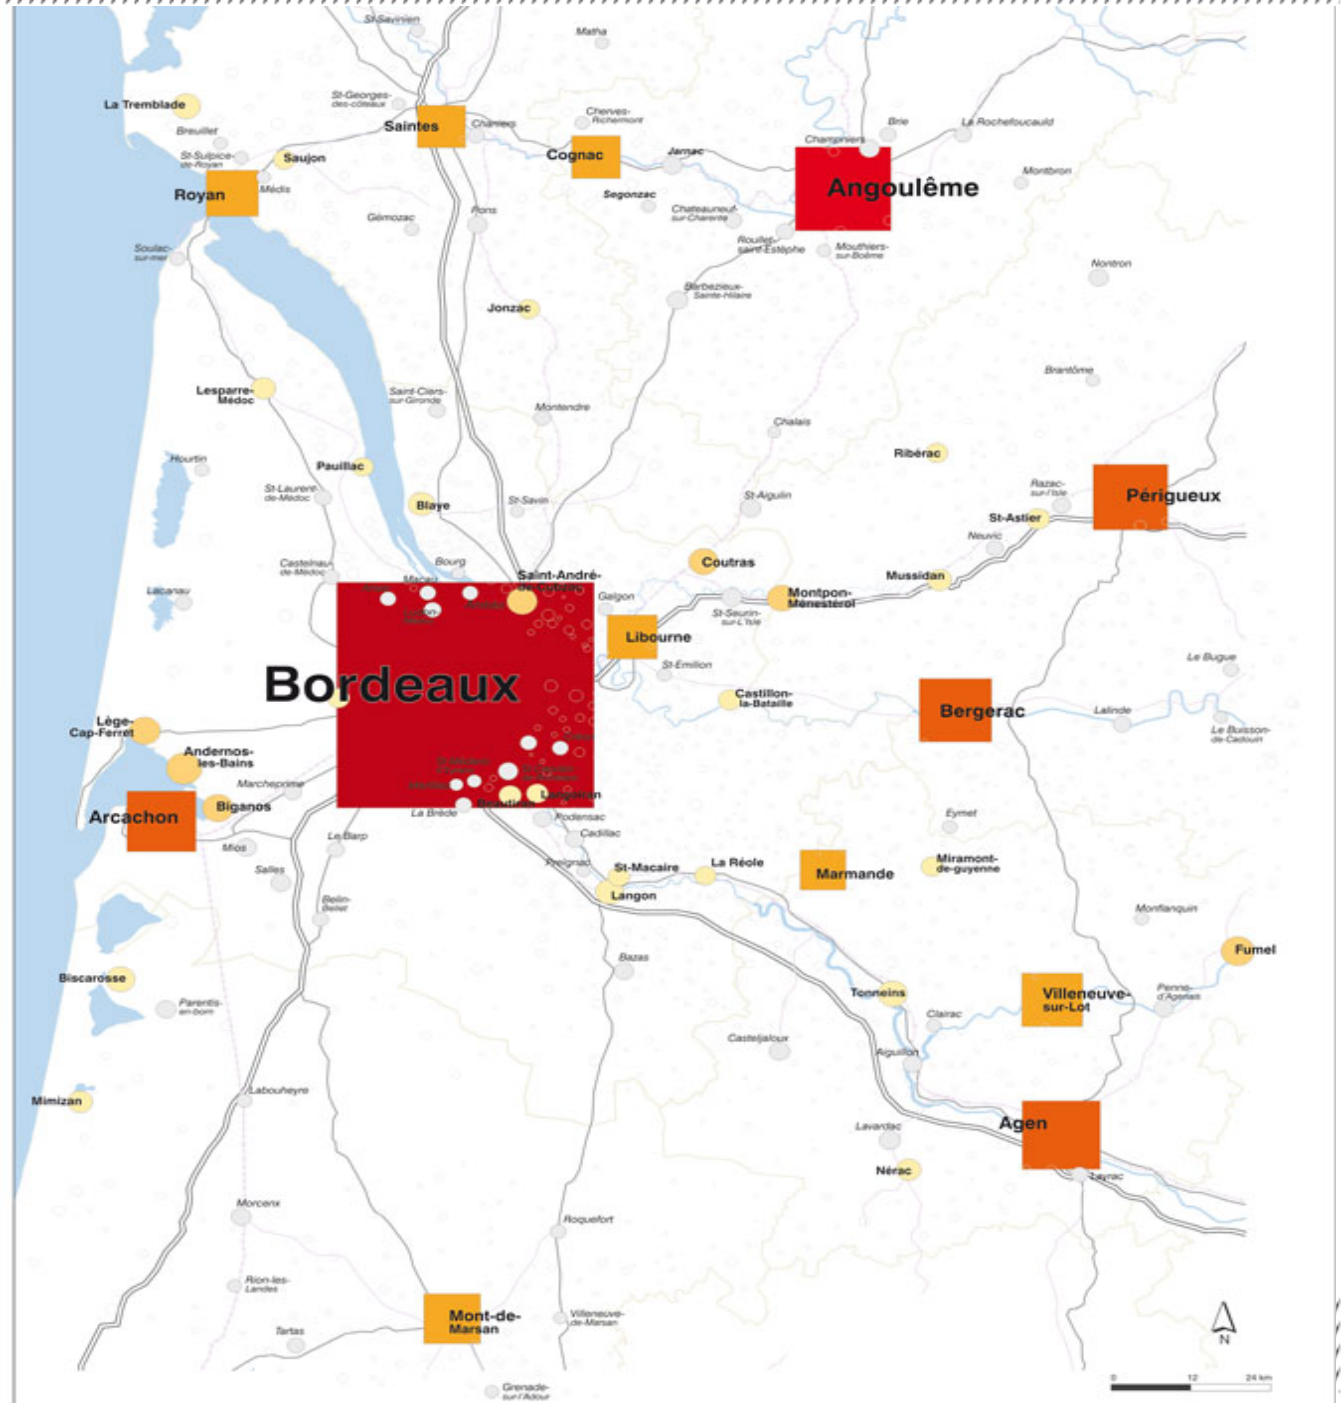 St-Savinien
Matha
La Tremblade
St-Georges-
des-côteaux
Saintes
Chaniers
Cherves-
Richemont
Brie
La Rochefoucauld
Breuillet
St-Sulpice-
de-Royan
Saujon
Cognac
Jarnac
Champniers
Angoulême
Montbron
Royan
Médis
Segonzac
Gémozac
Pons
Chateauneuf-
sur-Charente
Rouillet-
saint-Estèphe
Mouthiers-
sur-Boëme
Soulac-
sur-mer
Nontron
Barbezieux-
Sainte-Hilaire
Jonzac
Brantôme
Lesparre-
Médoc
Saint-Ciers-
sur-Gironde
Montendre
Chalais
Ribérac
Hourtin
Pauillac
St-Laurent-
de-Médoc
Blaye
St-Savin
St-Aigulin
Razac-
sur-l'Isle
Périgueux
St-Astier
Neuvic
Castelnau-
de-Médoc
Bourg
Coutras
Mussidan
Macau
Saint-André-
de-Cubzac
Lacanau
Galgon
St-Seurin-
sur-L'Isle
Montpon-
Ménestérol
Libourne
St-Emilion
Le Bugue
Bordeaux
Castillon-
la-Bataille
Bergerac
Lalinde
Le Buisson-
de-Cadouin
Lège-
Cap-Ferret
Andernos-
les-Bains
Marcheprime
Biganos
Arcachon
La Brède
Beautiran
Langoiran
Podensac
Cadillac
Eymet
Mios
Le Barp
Salles
Preignac
St-Macaire
La Réole
Marmande
Miramont-
de-guyenne
Langon
Belin-
Beliet
Monflanquin
Fumel
Bazas
Biscarosse
Parentis-
en-born
Tonneins
Villeneuve-
sur-Lot
Penne-
d'Agenais
Clairac
Casteljaloux
Aiguillon
Labouheyre
Mimizan
Agen
Lavardac
Nérac
Layrac
Morcenx
Roquefort
Rion-les-
Landes
Mont-de-
Marsan
Villeneuve-
de-Marsan
Tartas
N
Grenade-
sur-l'Adour
0 12 24 km